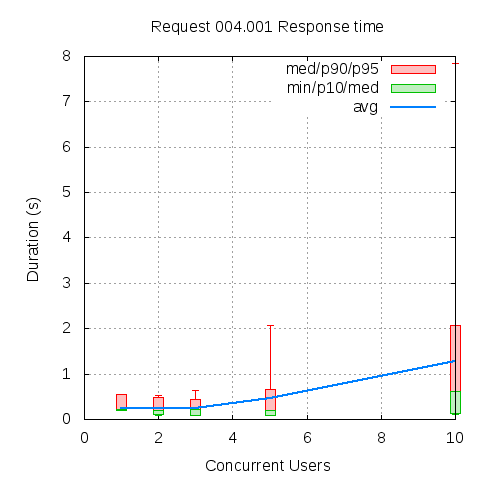 Request 004.001 Response time
8
7
6
5
4
3
2
1
0
Duration (s)
med/p90/p95
min/p10/med
avg
0 2 4 6 8 10
Concurrent Users